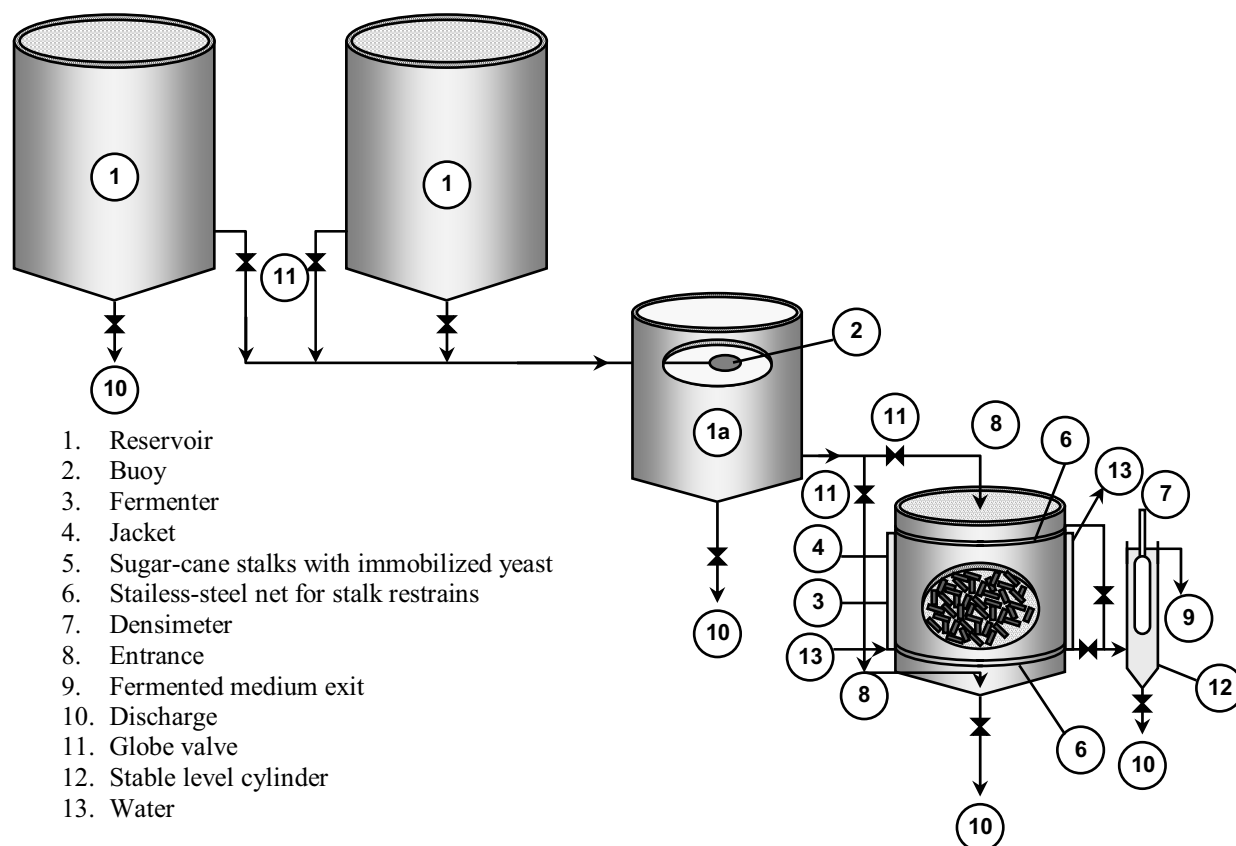 1
1
11
2
10
1a
11
8
6
13
7
11
4
3
9
10
13
8
12
6
10
10
1. Reservoir
2. Buoy
3. Fermenter
4. Jacket
5. Sugar-cane stalks with immobilized yeast
6. Stailess-steel net for stalk restrains
7. Densimeter
8. Entrance
9. Fermented medium exit
10. Discharge
11. Globe valve
12. Stable level cylinder
13. Water